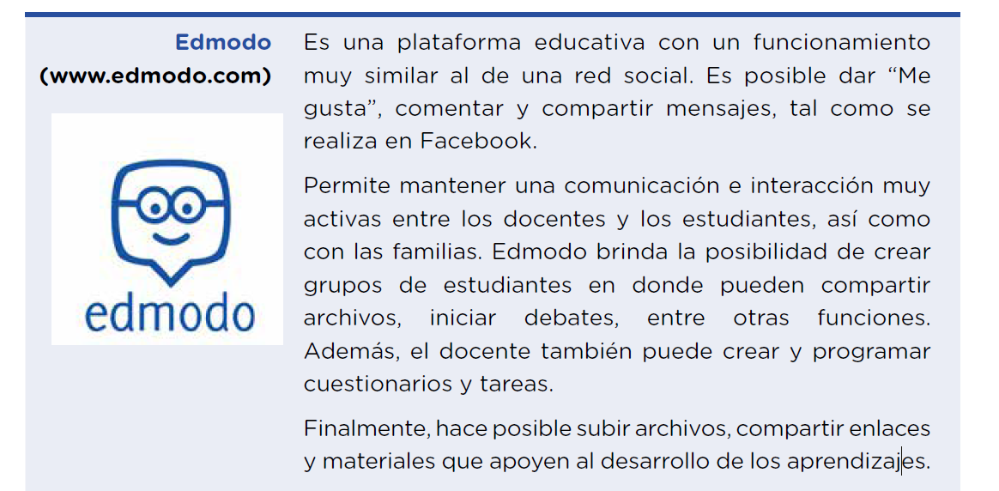 Edmodo
(www.edmodo.com)
edmodo
Es una plataforma educativa con un funcionamiento
muy similar al de una red social. Es posible dar “Me
gusta”, comentar y compartir mensajes, tal como se
realiza en Facebook.
Permite mantener una comunicación e interacción muy
activas entre los docentes y los estudiantes, así como
con las familias. Edmodo brinda la posibilidad de crear
grupos de estudiantes en donde pueden compartir
archivos, iniciar debates, entre otras funciones.
Además, el docente también puede crear y programar
cuestionarios y tareas.
Finalmente, hace posible subir archivos, compartir enlaces
y materiales que apoyen al desarrollo de los aprendizajes.